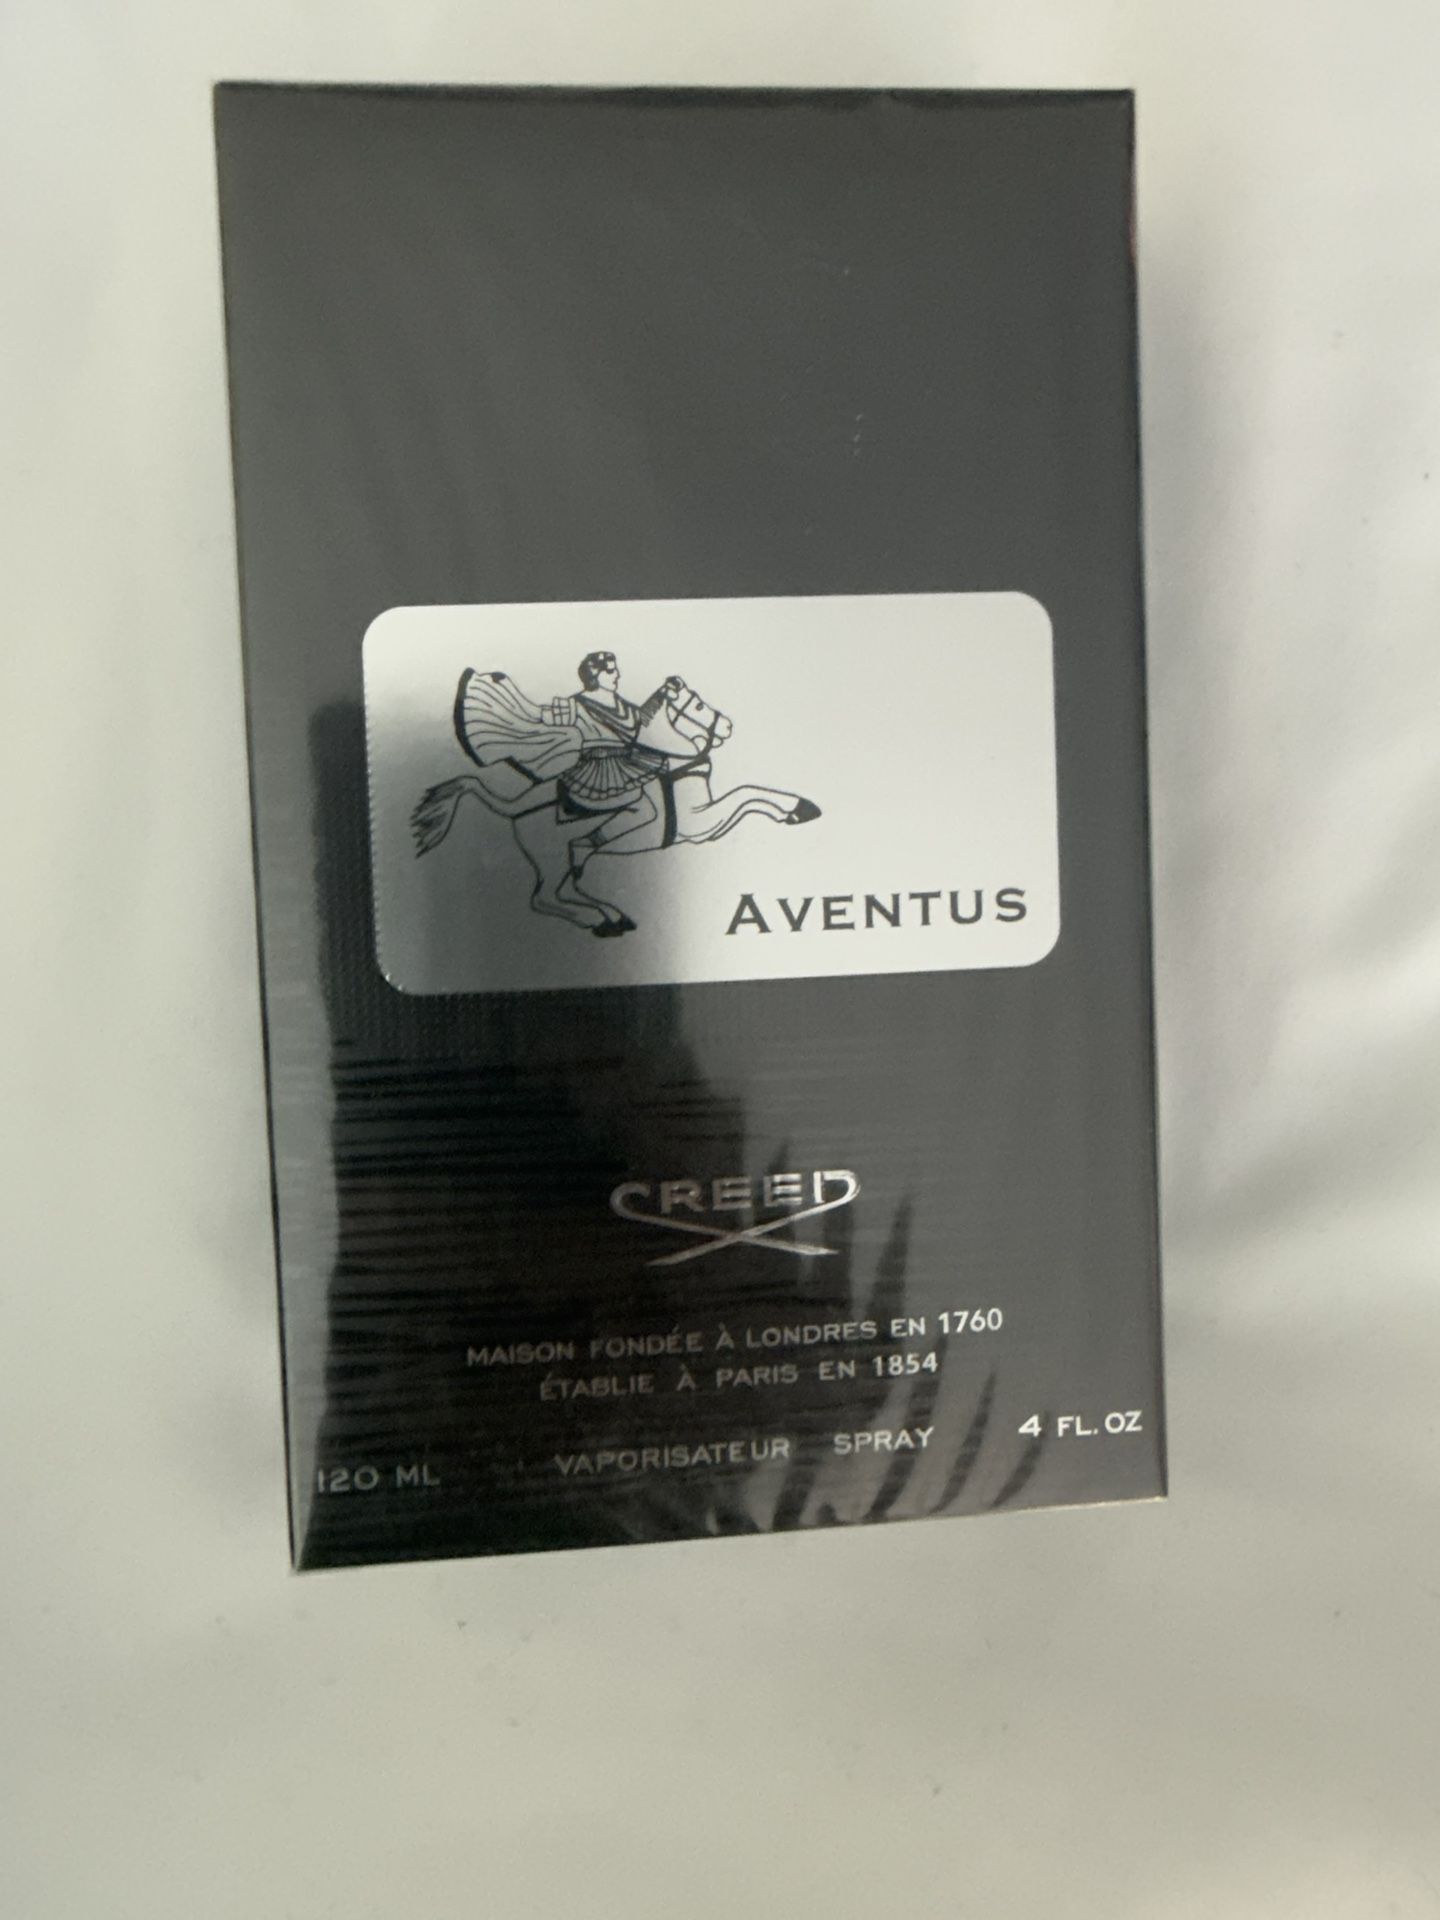 AVENTUS
CREED
MAISON FONDÉE À LONDRES EN 1760
ÉTABLIE À PARIS EN 1854
120 ML VAPORISATEUR SPRAY 4 FL. OZ